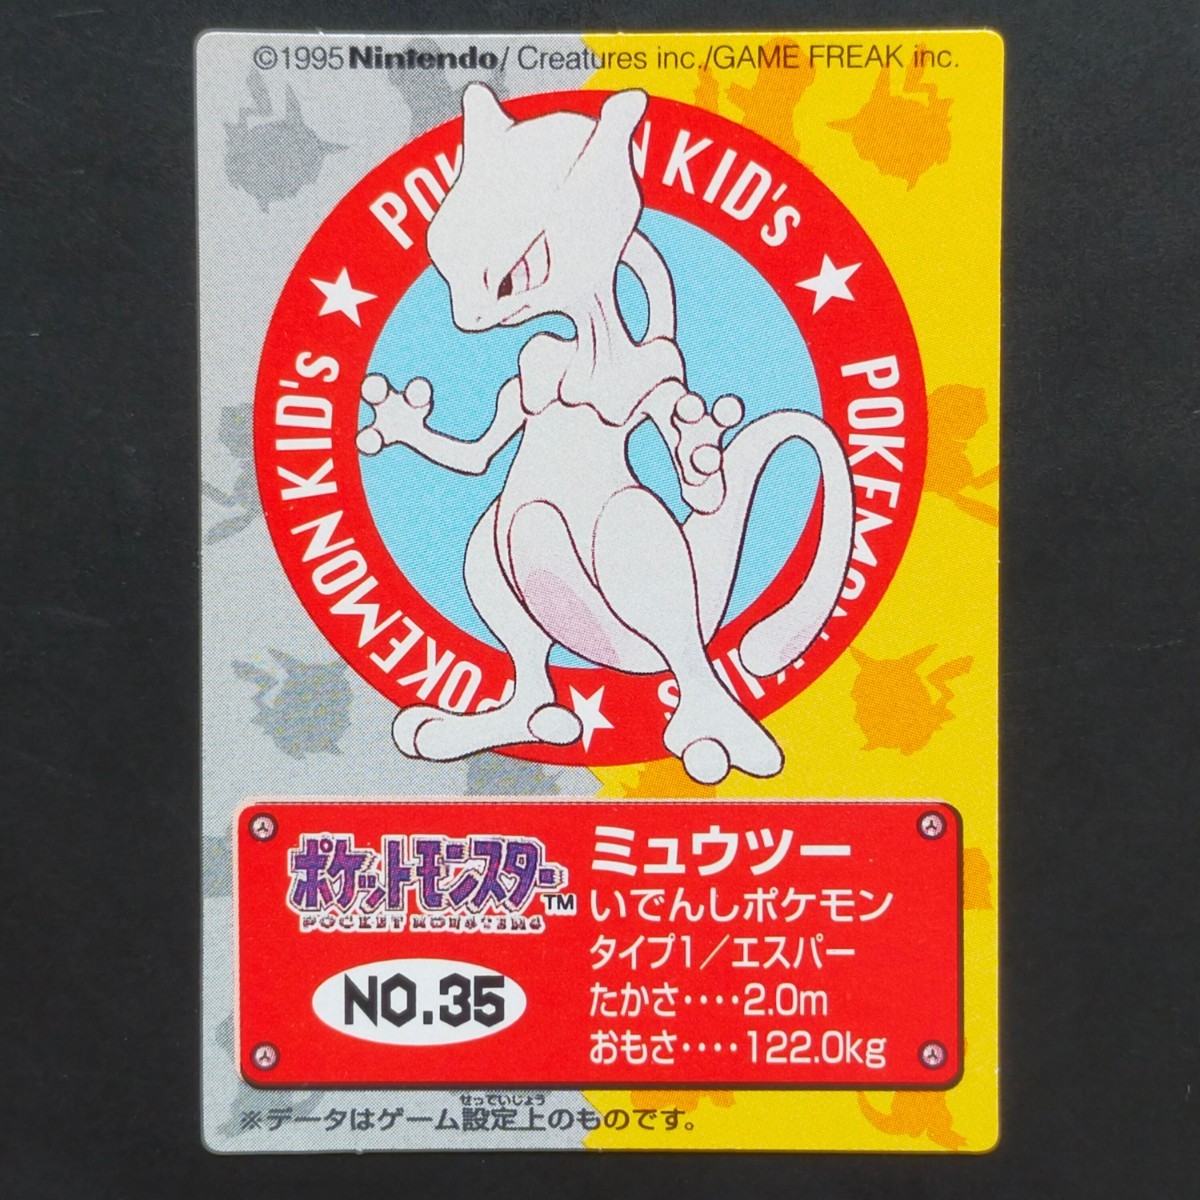 ©1995 Nintendo/ Creatures inc./GAME FREAK inc.
POKEMON KID's ★ POKEMON KID's ★ POKEMON KID's ★
ポケットモンスターTM
POCKET MONSTERS
NO.35
ミュウツー
いでんしポケモン
タイプ1／エスパー
たかさ‥‥2.0m
おもさ‥‥122.0kg
せっていじょう
※データはゲーム設定上のものです。